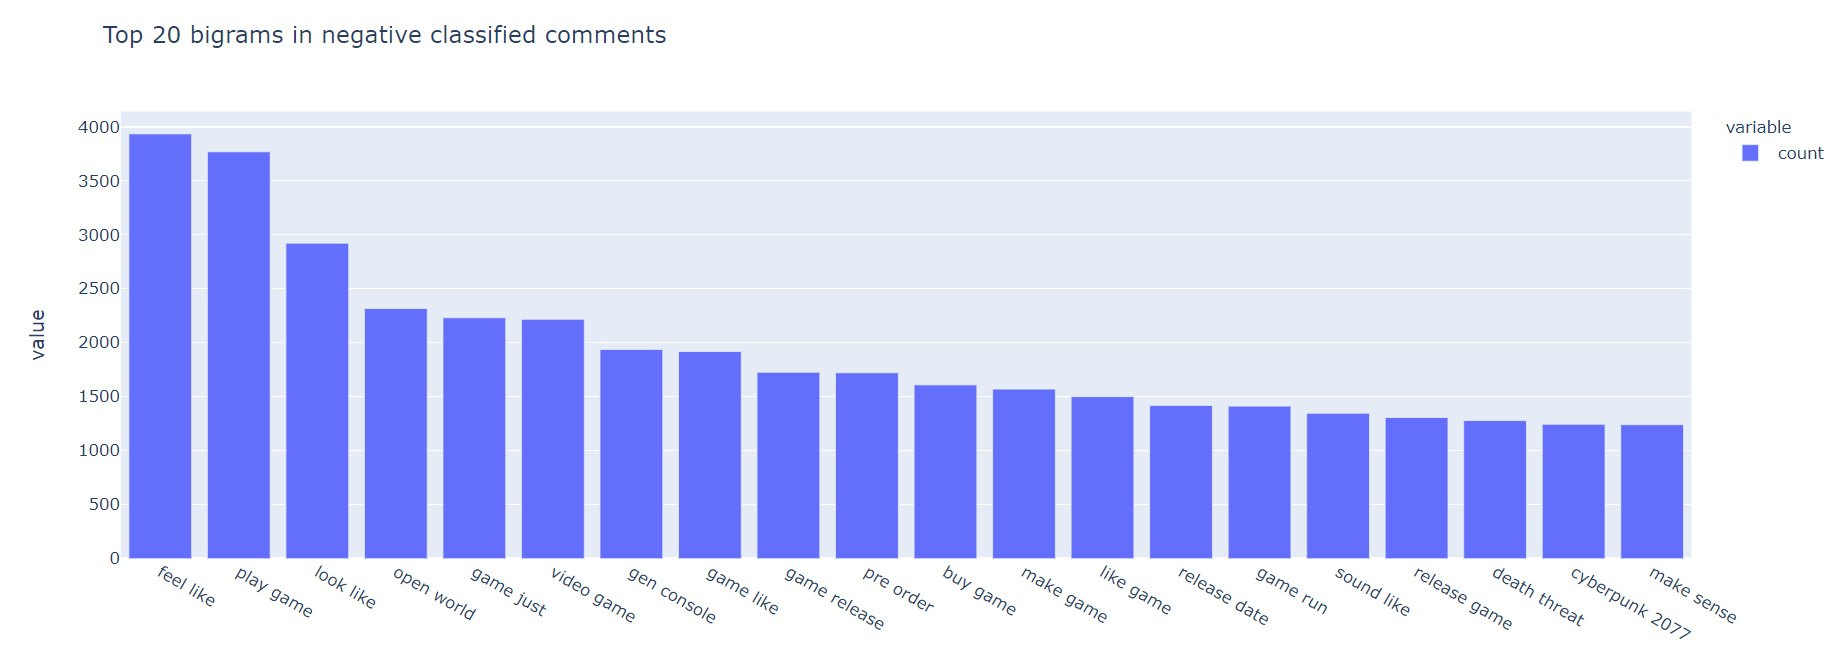 Top 20 bigrams in negative classified comments
variable
count
value
4000
3500
3000
2500
2000
1500
1000
500
0
feel like
play game
look like
open world
game just
video game
gen console
game like
game release
pre order
buy game
make game
like game
release date
game run
sound like
release game
death threat
cyberpunk 2077
make sense